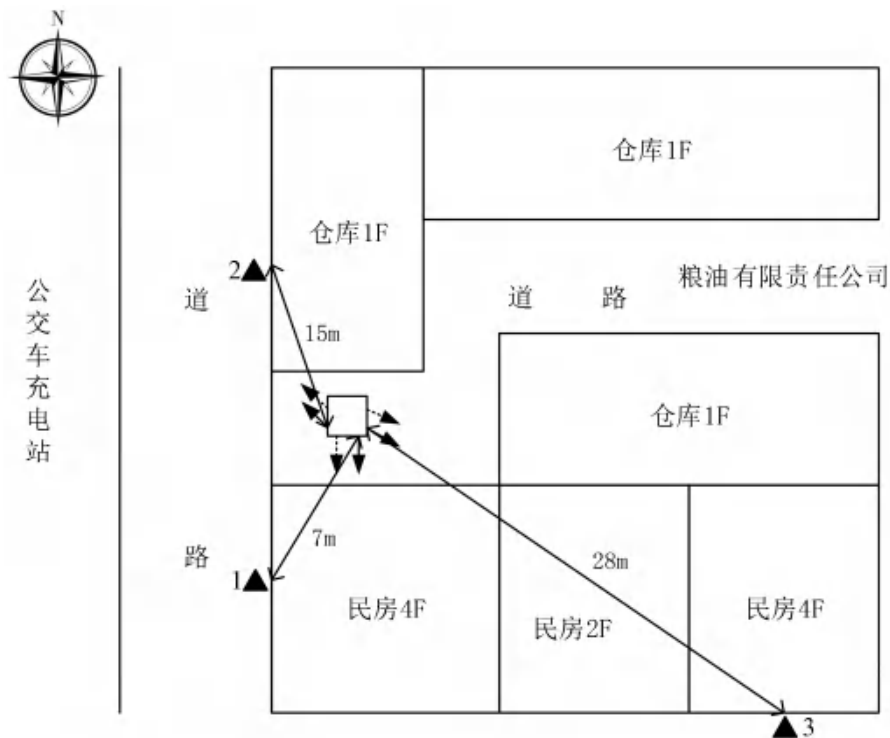 N
仓库1F
仓库1F
2
道
公交车充电站
道 路
粮油有限责任公司
15m
仓库1F
7m
28m
路
1
民房4F
民房2F
民房4F
3